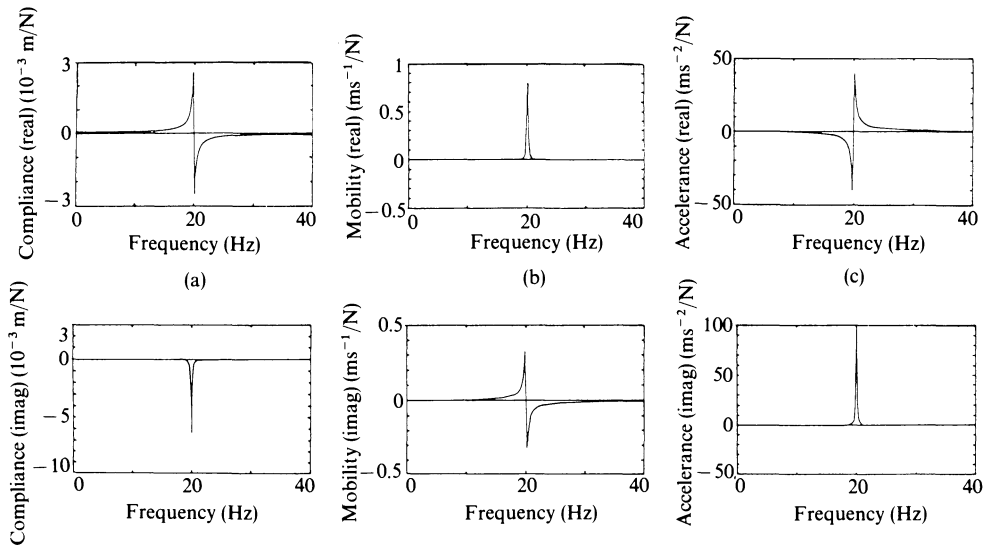 Compliance (real) (10⁻³ m/N)
3
0
−3
0
20
40
Frequency (Hz)
(a)
Mobility (real) (ms⁻¹/N)
1
0.5
0
−0.5
0
20
40
Frequency (Hz)
(b)
Accelerance (real) (ms⁻²/N)
50
0
−50
0
20
40
Frequency (Hz)
(c)
Compliance (imag) (10⁻³ m/N)
3
0
−5
−10
0
20
40
Frequency (Hz)
Mobility (imag) (ms⁻¹/N)
0.5
0
−0.5
0
20
40
Frequency (Hz)
Accelerance (imag) (ms⁻²/N)
100
50
0
−50
0
20
40
Frequency (Hz)